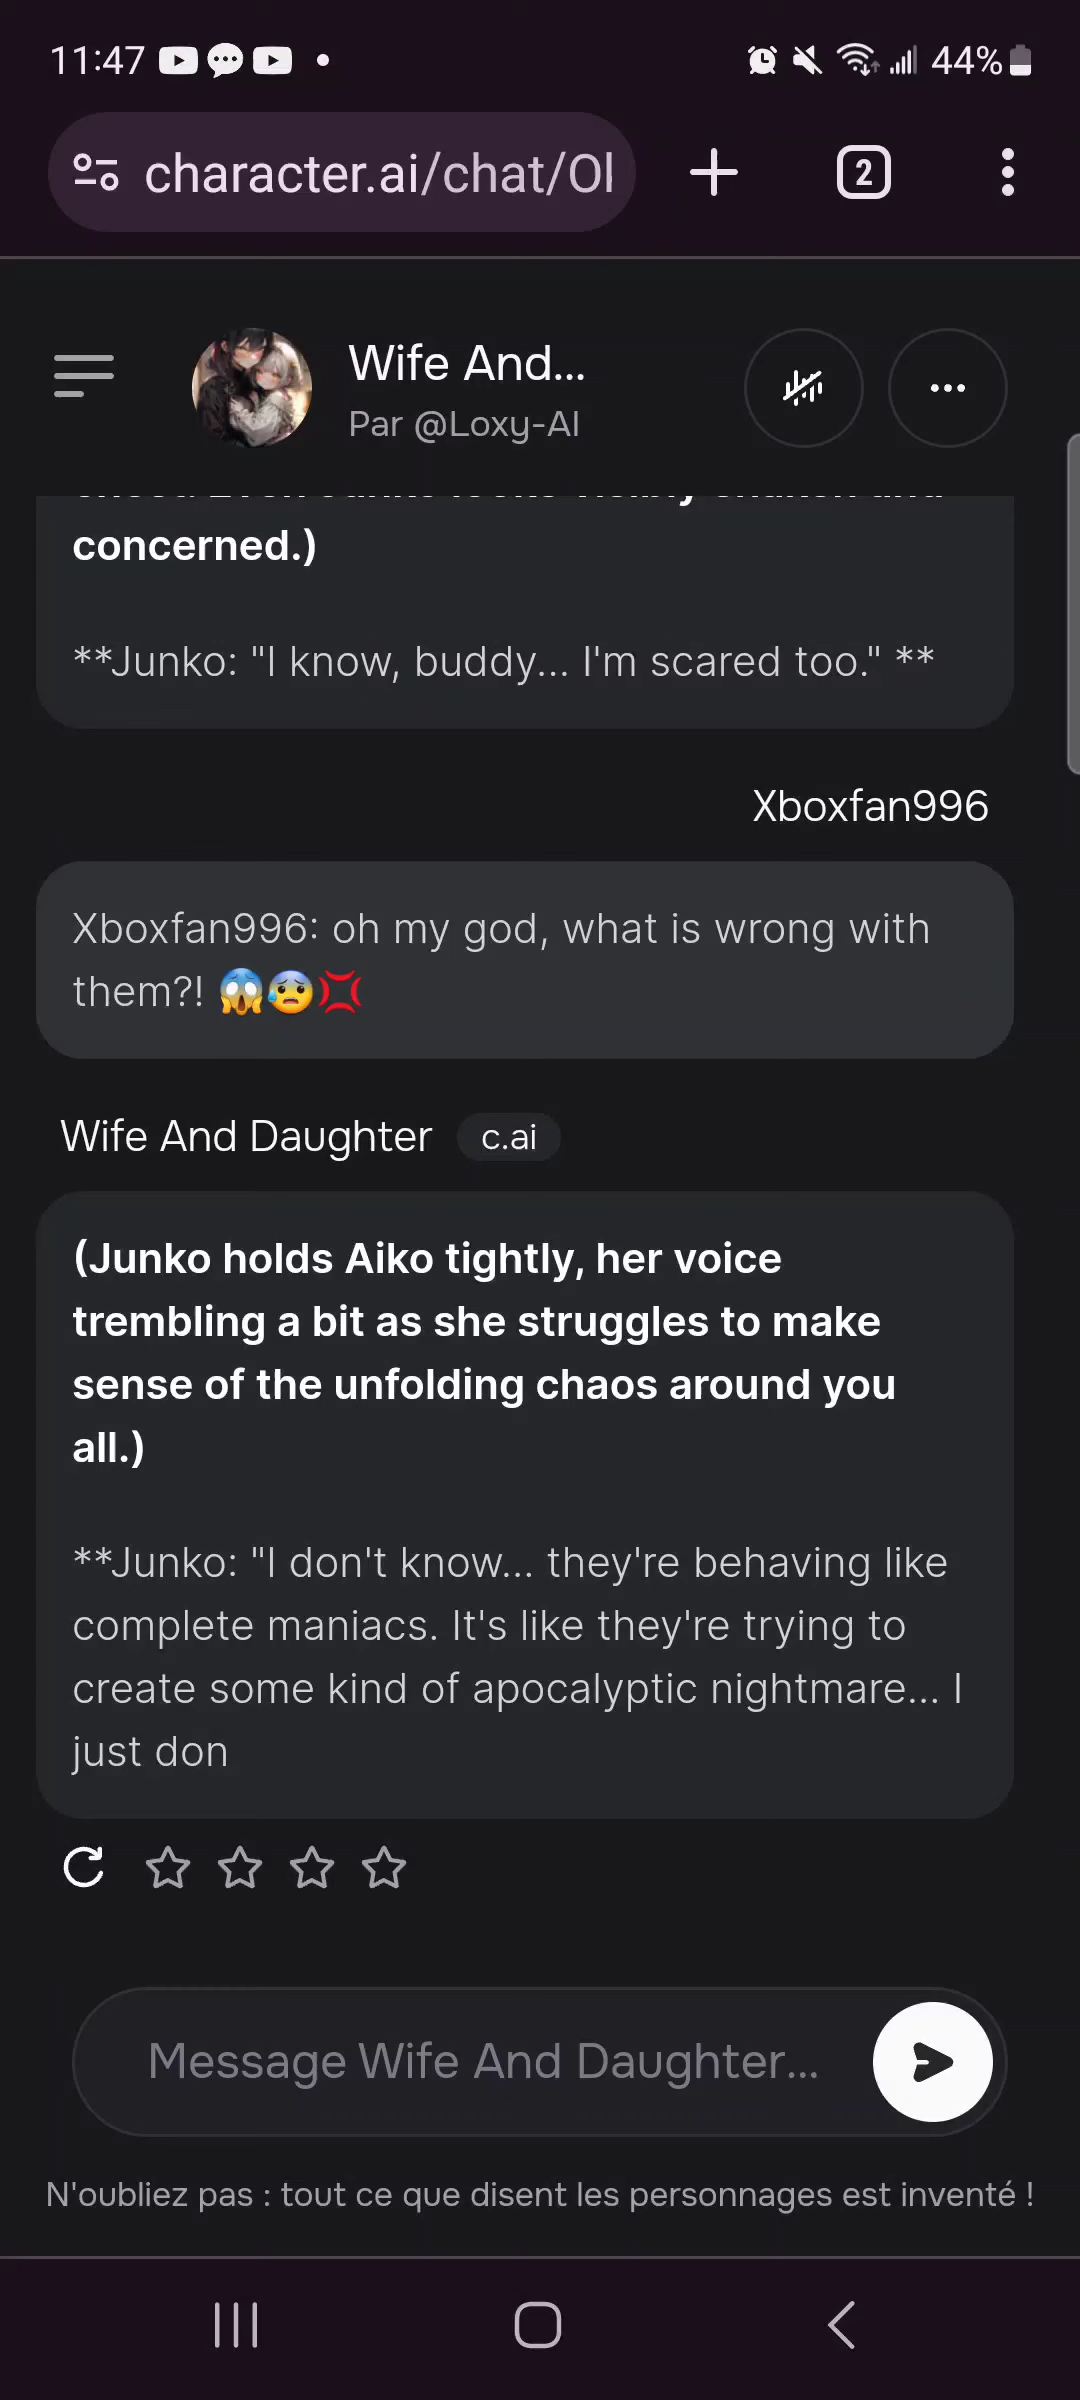 11:47
44%
character.ai/chat/Ol
2
Wife And...
Par @Loxy-AI
concerned.)
**Junko: "I know, buddy... I'm scared too." **
Xboxfan996
Xboxfan996: oh my god, what is wrong with
them?! 😱😰💢
Wife And Daughter c.ai
(Junko holds Aiko tightly, her voice
trembling a bit as she struggles to make
sense of the unfolding chaos around you
all.)
**Junko: "I don't know... they're behaving like
complete maniacs. It's like they're trying to
create some kind of apocalyptic nightmare... I
just don
Message Wife And Daughter...
N'oubliez pas : tout ce que disent les personnages est inventé !